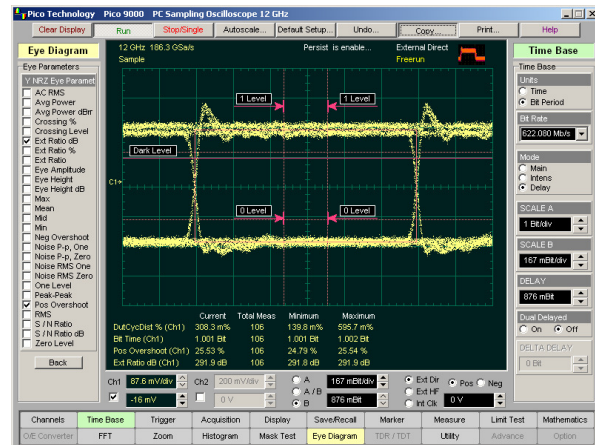 Pico Technology Pico 9000 PC Sampling Oscilloscope 12 GHz
Clear Display Run Stop/Single Autoscale... Default Setup... Undo... Copy... Print... Help
Eye Diagram
Eye Parameters
Y NRZ Eye Paramet
AC RMS
Avg Power
Avg Power dBm
Crossing %
Crossing Level
Ext Ratio dB
Ext Ratio %
Ext Ratio
Eye Amplitude
Eye Height
Eye Height dB
Max
Mean
Mid
Min
Neg Overshoot
Noise P-p, One
Noise P-p, Zero
Noise RMS One
Noise RMS Zero
One Level
Peak-Peak
Pos Overshoot
RMS
S / N Ratio
S / N Ratio dB
Zero Level
Back
12 GHz 186.3 GSa/s Persist is enable... External Direct
Sample Freerun
1 Level 1 Level
Dark Level
C1
0 Level 0 Level
Current Total Meas Minimum Maximum
DutCycDist % (Ch1) 308.3 m% 106 139.8 m% 595.7 m%
Bit Time (Ch1) 1.002 Bit 106 1.001 Bit 1.002 Bit
Pos Overshoot (Ch1) 25.53 % 106 24.79 % 25.54 %
Ext Ratio dB (Ch1) 291.9 dB 106 291.8 dB 291.9 dB
Time Base
Time Base
Units
Time
Bit Period
Bit Rate
622.080 Mb/s
Mode
Main
Intens
Delay
SCALE A
1 Bit/div
SCALE B
167 mBit/div
DELAY
876 mBit
Dual Delayed
On Off
DELTA DELAY
0 Bit
Ch1 87.6 mV/div Ch2 200 mV/div A 167 mBit/div Ext Dir Pos Neg
A / B Ext HF
-16 mV 0 V B 876 mBit Int Clk 0 V
Channels Time Base Trigger Acquisition Display Save/Recall Marker Measure Limit Test Mathematics
O/E Converter FFT Zoom Histogram Mask Test Eye Diagram TDR / TDT Utility Advance Option